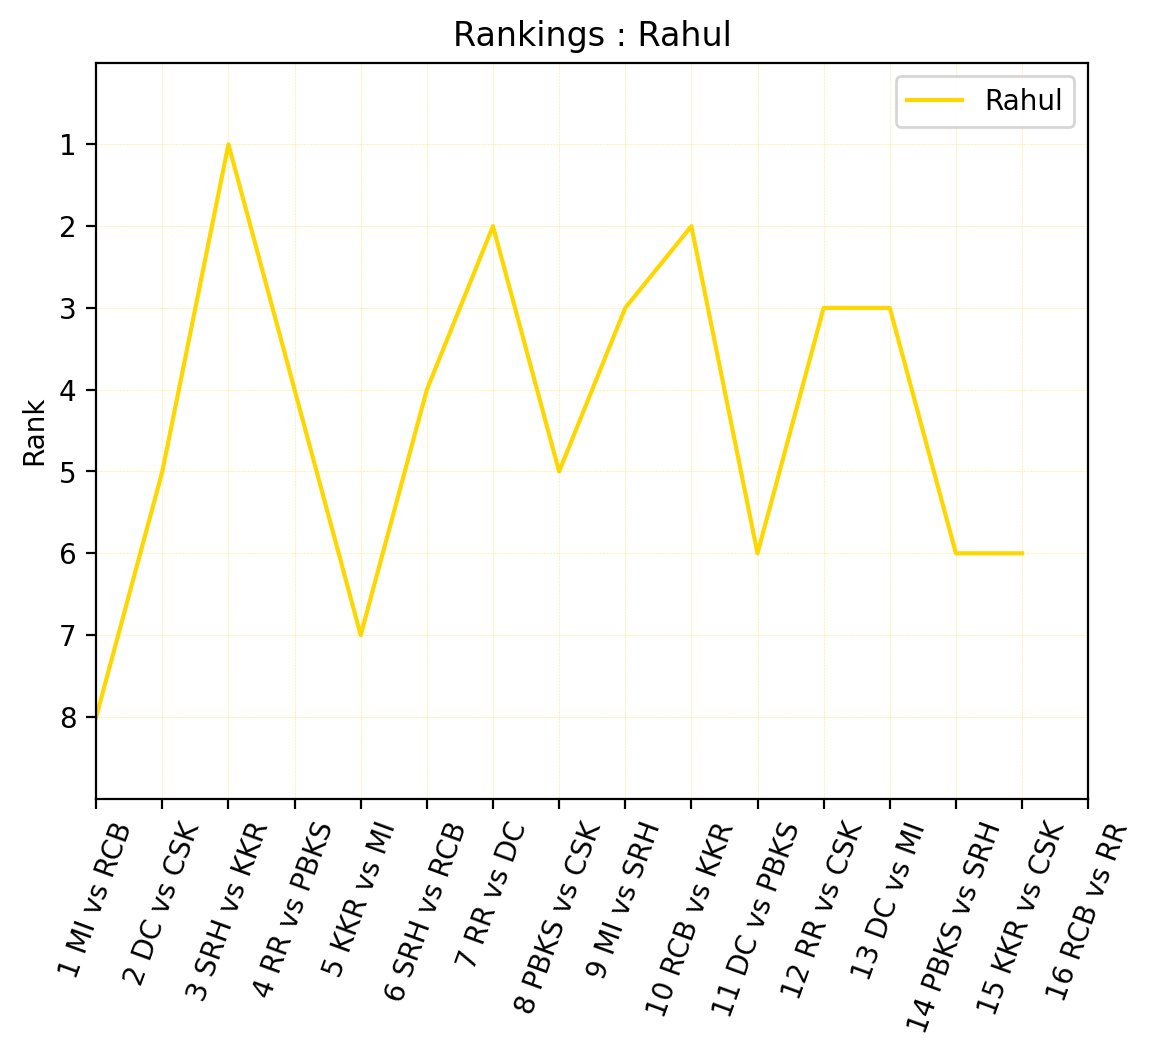 Rankings : Rahul
Rahul
Rank
1
2
3
4
5
6
7
8
1 MI vs RCB
2 DC vs CSK
3 SRH vs KKR
4 RR vs PBKS
5 KKR vs MI
6 SRH vs RCB
7 RR vs DC
8 PBKS vs CSK
9 MI vs SRH
10 RCB vs KKR
11 DC vs PBKS
12 RR vs CSK
13 DC vs MI
14 PBKS vs SRH
15 KKR vs CSK
16 RCB vs RR